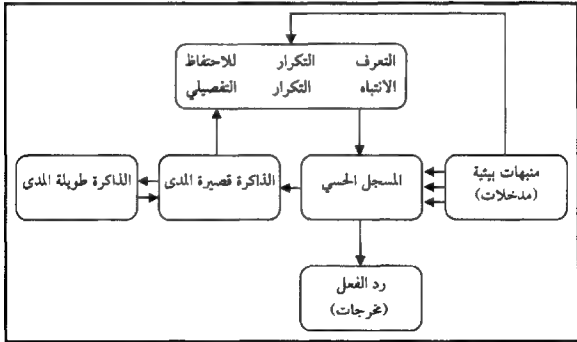 التعرف التكرار للاحتفاظ
الانتباه التكرار التفصيلي
منبهات بيئية
(مدخلات)
المسجل الحسي
الذاكرة قصيرة المدى
الذاكرة طويلة المدى
رد الفعل
(مخرجات)